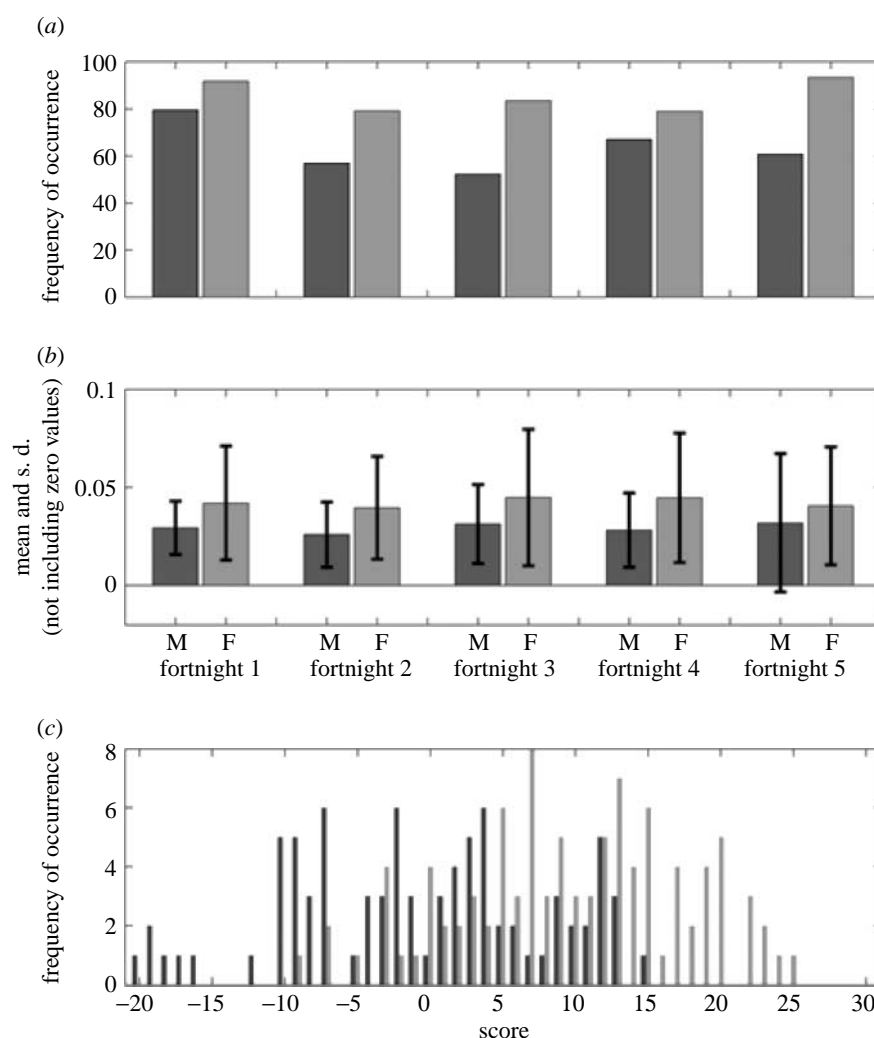 (a)
100
80
60
40
20
0
frequency of occurrence
(b)
0.1
0.05
0
mean and s. d.
(not including zero values)
M F M F M F M F M F
fortnight 1 fortnight 2 fortnight 3 fortnight 4 fortnight 5
(c)
8
6
4
2
0
frequency of occurrence
−20 −15 −10 −5 0 5 10 15 20 25 30
score